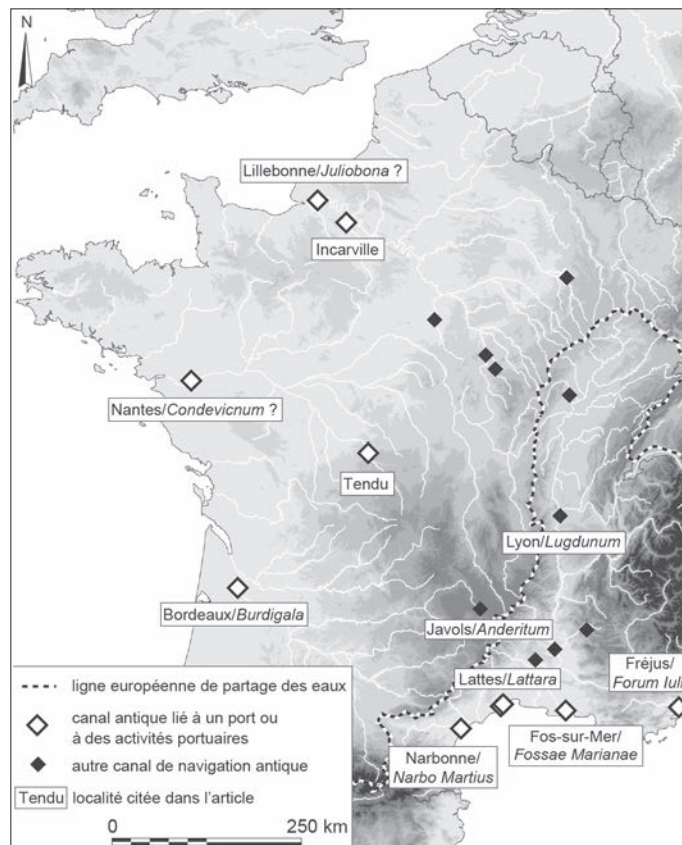 N
Lillebonne/Juliobona ?
Incarville
Nantes/Condevicnum ?
Tendu
Lyon/Lugdunum
Bordeaux/Burdigala
Javols/Anderitum
Lattes/Lattara
Fréjus/
Forum Iulii
Fos-sur-Mer/
Fossae Marianae
Narbonne/
Narbo Martius
ligne européenne de partage des eaux
canal antique lié à un port ou
à des activités portuaires
autre canal de navigation antique
Tendu localité citée dans l'article
0 250 km